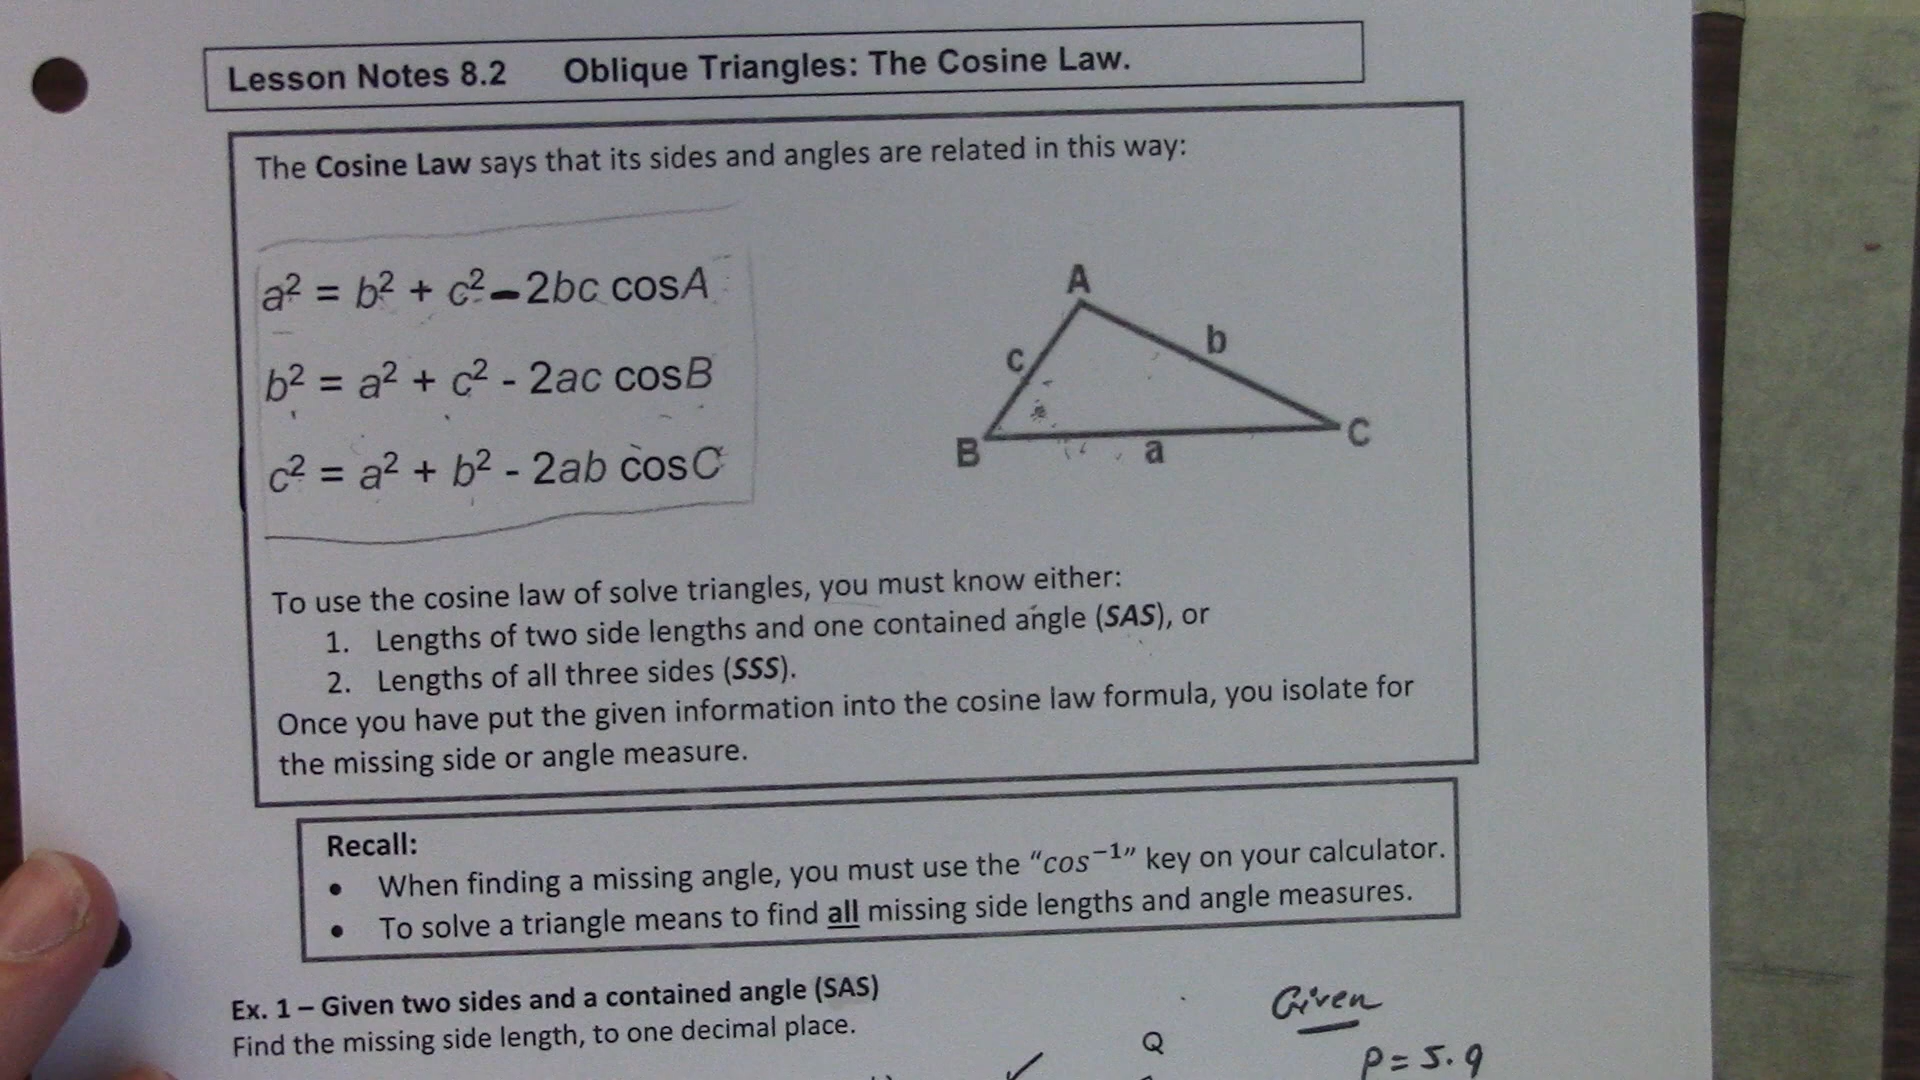 Lesson Notes 8.2 Oblique Triangles: The Cosine Law.
The Cosine Law says that its sides and angles are related in this way:
a² = b² + c² – 2bc cosA
b² = a² + c² - 2ac cosB
c² = a² + b² - 2ab cosC
A
c
b
B
a
C
To use the cosine law of solve triangles, you must know either:
1. Lengths of two side lengths and one contained angle (SAS), or
2. Lengths of all three sides (SSS).
Once you have put the given information into the cosine law formula, you isolate for
the missing side or angle measure.
Recall:
• When finding a missing angle, you must use the “cos⁻¹” key on your calculator.
• To solve a triangle means to find all missing side lengths and angle measures.
Ex. 1 – Given two sides and a contained angle (SAS)
Find the missing side length, to one decimal place.
Q
Given
p = 5.9